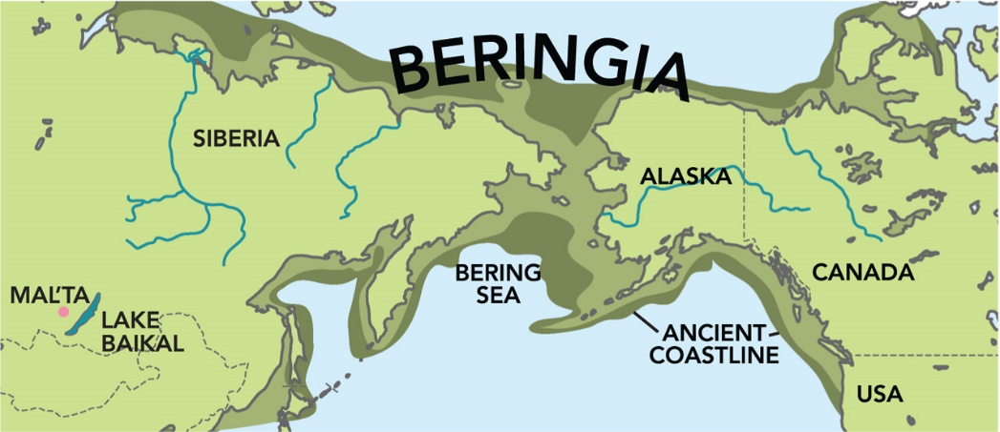 BERINGIA
SIBERIA
ALASKA
BERING
SEA
CANADA
MAL'TA
LAKE
BAIKAL
ANCIENT
COASTLINE
USA